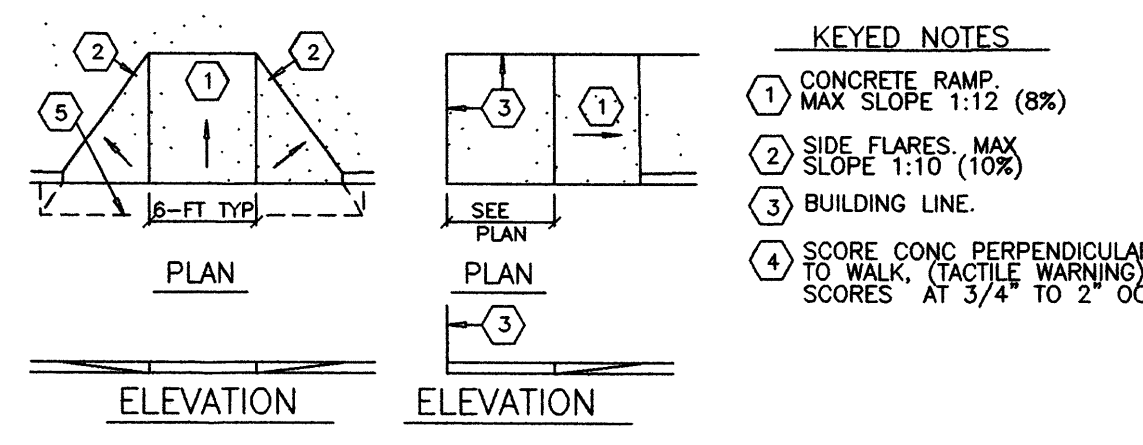 2
1
2
5
6-FT TYP
PLAN
ELEVATION
3
1
SEE
PLAN
PLAN
3
ELEVATION
KEYED NOTES
1 CONCRETE RAMP.
MAX SLOPE 1:12 (8%)
2 SIDE FLARES. MAX
SLOPE 1:10 (10%)
3 BUILDING LINE.
4 SCORE CONC PERPENDICULAR
TO WALK, (TACTILE WARNING)
SCORES AT 3/4" TO 2" OC